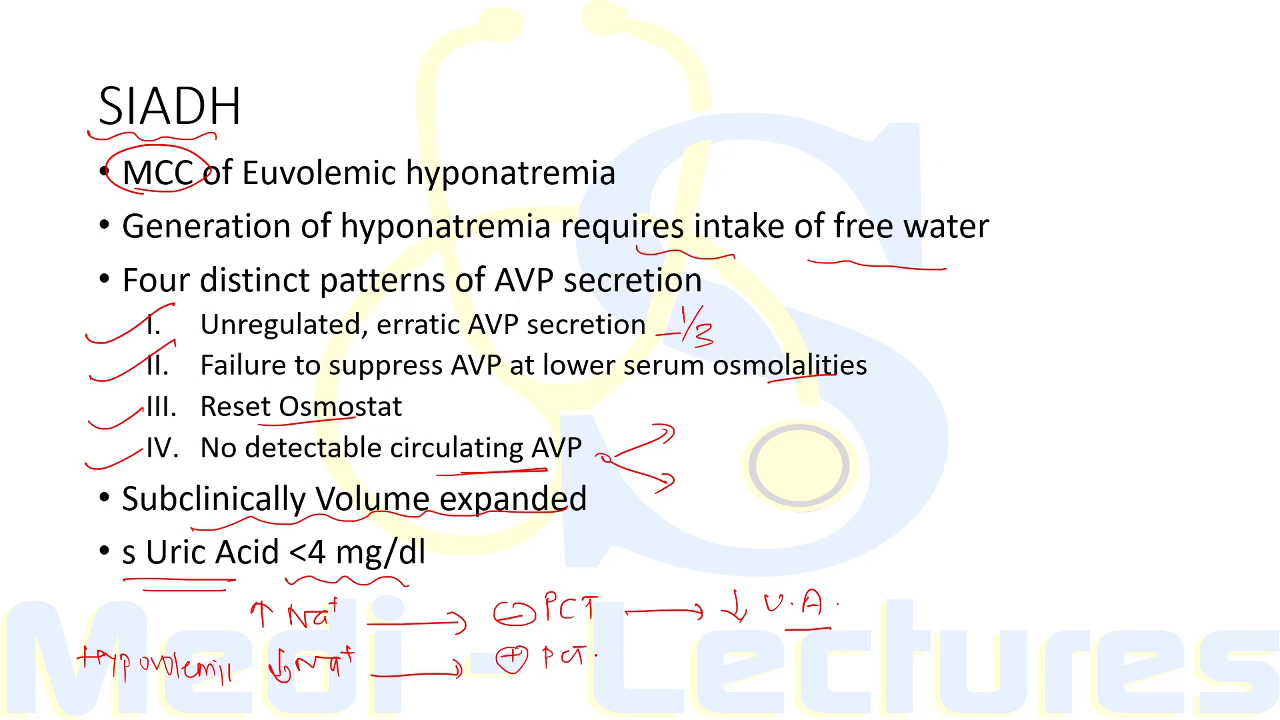 SIADH
• MCC of Euvolemic hyponatremia
• Generation of hyponatremia requires intake of free water
• Four distinct patterns of AVP secretion
I. Unregulated, erratic AVP secretion – 1/3
II. Failure to suppress AVP at lower serum osmolalities
III. Reset Osmostat
IV. No detectable circulating AVP
• Subclinically Volume expanded
• s Uric Acid <4 mg/dl
↑ Na+ → ⊖ PCT → ↓ U.A.
Hypovolemia ↓ Na+ → ⊕ PCT.
Medi - Lectures